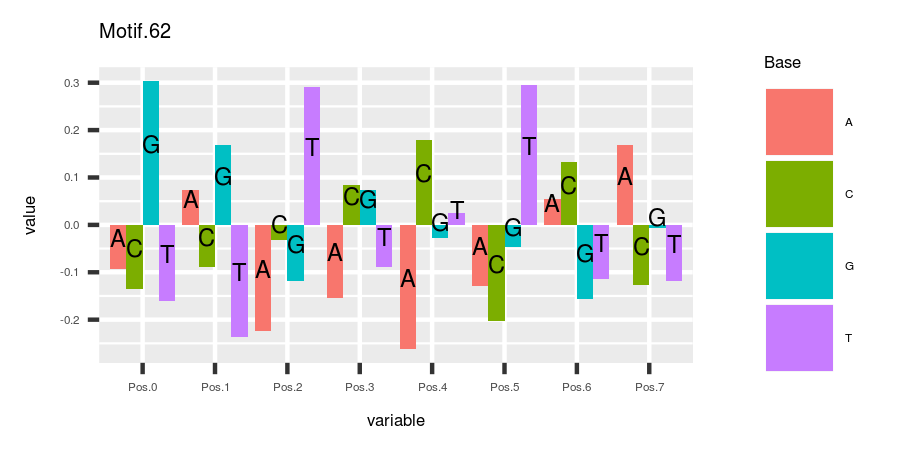 Motif.62
value
0.3
0.2
0.1
0.0
-0.1
-0.2
A C G T A C G T A C G T A C G T A C G T A C G T A C G T A C G T
Pos.0 Pos.1 Pos.2 Pos.3 Pos.4 Pos.5 Pos.6 Pos.7
variable
Base
A
C
G
T